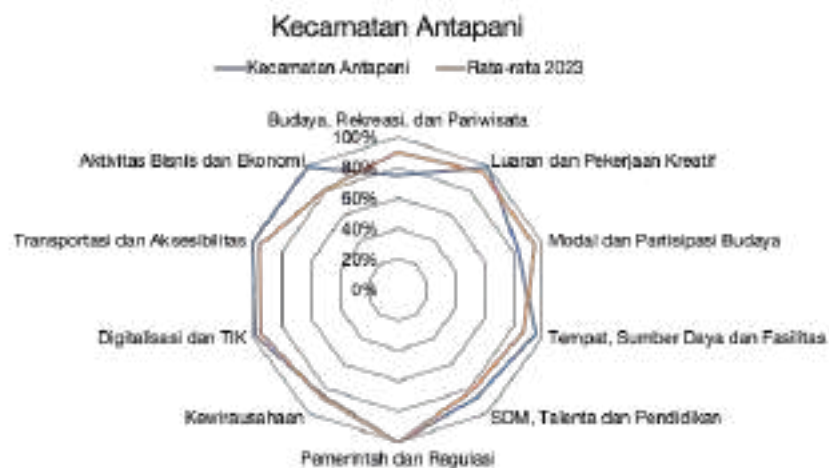 Kecamatan Antapani
Kecamatan Antapani
Rata-rata 2023
Budaya, Rekreasi, dan Pariwisata
100%
Aktivitas Bisnis dan Ekonomi
80%
Luaran dan Pekerjaan Kreatif
60%
Transportasi dan Aksesibilitas
40%
Modal dan Partisipasi Budaya
20%
0%
Digitalisasi dan TIK
Tempat, Sumber Daya dan Fasilitas
Kewirausahaan
SDM, Talenta dan Pendidikan
Pemerintah dan Regulasi